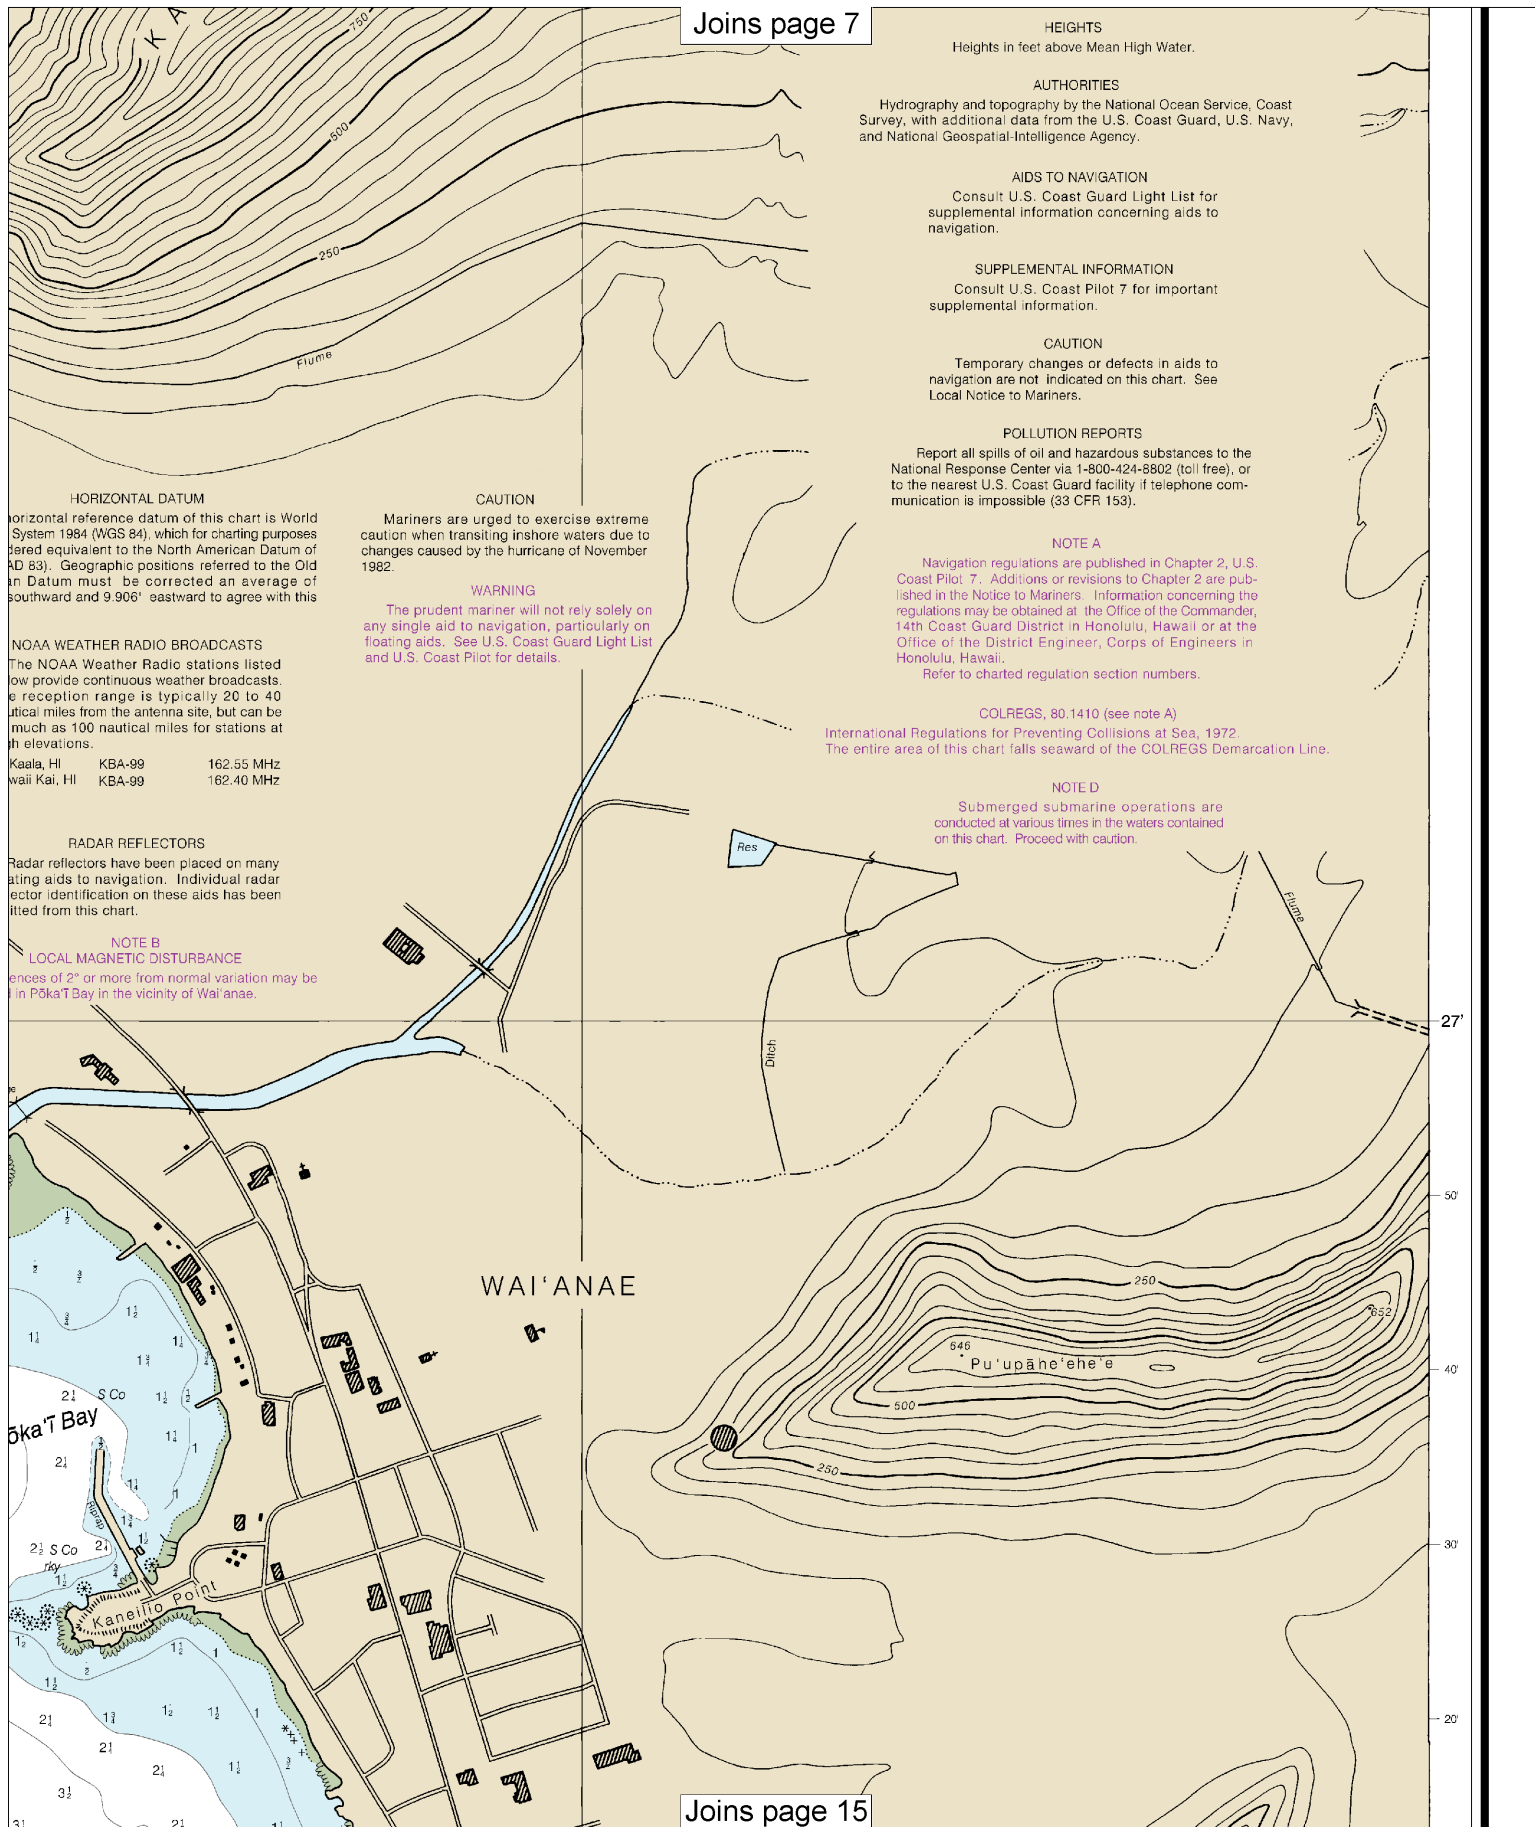 Joins page 7
K A
750
500
250
Flume
HEIGHTS
Heights in feet above Mean High Water.
AUTHORITIES
Hydrography and topography by the National Ocean Service, Coast
Survey, with additional data from the U.S. Coast Guard, U.S. Navy,
and National Geospatial-Intelligence Agency.
AIDS TO NAVIGATION
Consult U.S. Coast Guard Light List for
supplemental information concerning aids to
navigation.
SUPPLEMENTAL INFORMATION
Consult U.S. Coast Pilot 7 for important
supplemental information.
CAUTION
Temporary changes or defects in aids to
navigation are not indicated on this chart. See
Local Notice to Mariners.
POLLUTION REPORTS
Report all spills of oil and hazardous substances to the
National Response Center via 1-800-424-8802 (toll free), or
to the nearest U.S. Coast Guard facility if telephone com-
munication is impossible (33 CFR 153).
NOTE A
Navigation regulations are published in Chapter 2, U.S.
Coast Pilot 7. Additions or revisions to Chapter 2 are pub-
lished in the Notice to Mariners. Information concerning the
regulations may be obtained at the Office of the Commander,
14th Coast Guard District in Honolulu, Hawaii or at the
Office of the District Engineer, Corps of Engineers in
Honolulu, Hawaii.
Refer to charted regulation section numbers.
COLREGS, 80.1410 (see note A)
International Regulations for Preventing Collisions at Sea, 1972.
The entire area of this chart falls seaward of the COLREGS Demarcation Line.
NOTE D
Submerged submarine operations are
conducted at various times in the waters contained
on this chart. Proceed with caution.
HORIZONTAL DATUM
horizontal reference datum of this chart is World
System 1984 (WGS 84), which for charting purposes
dered equivalent to the North American Datum of
AD 83). Geographic positions referred to the Old
an Datum must be corrected an average of
southward and 9.906' eastward to agree with this
CAUTION
Mariners are urged to exercise extreme
caution when transiting inshore waters due to
changes caused by the hurricane of November
1982.
WARNING
The prudent mariner will not rely solely on
any single aid to navigation, particularly on
floating aids. See U.S. Coast Guard Light List
and U.S. Coast Pilot for details.
NOAA WEATHER RADIO BROADCASTS
The NOAA Weather Radio stations listed
low provide continuous weather broadcasts.
e reception range is typically 20 to 40
utical miles from the antenna site, but can be
much as 100 nautical miles for stations at
gh elevations.
Kaala, HI KBA-99 162.55 MHz
waii Kai, HI KBA-99 162.40 MHz
RADAR REFLECTORS
Radar reflectors have been placed on many
ating aids to navigation. Individual radar
ector identification on these aids has been
itted from this chart.
NOTE B
LOCAL MAGNETIC DISTURBANCE
ences of 2° or more from normal variation may be
d in Pōka‘ī Bay in the vicinity of Wai‘anae.
Res
Flume
Ditch
27'
50'
40'
30'
20'
WAI‘ANAE
250
652
646
Pu‘upāhe‘ehe‘e
500
250
S Co
ōka‘ī Bay
Riprap
2½ S Co
rky
Kaneilio Point
Joins page 15